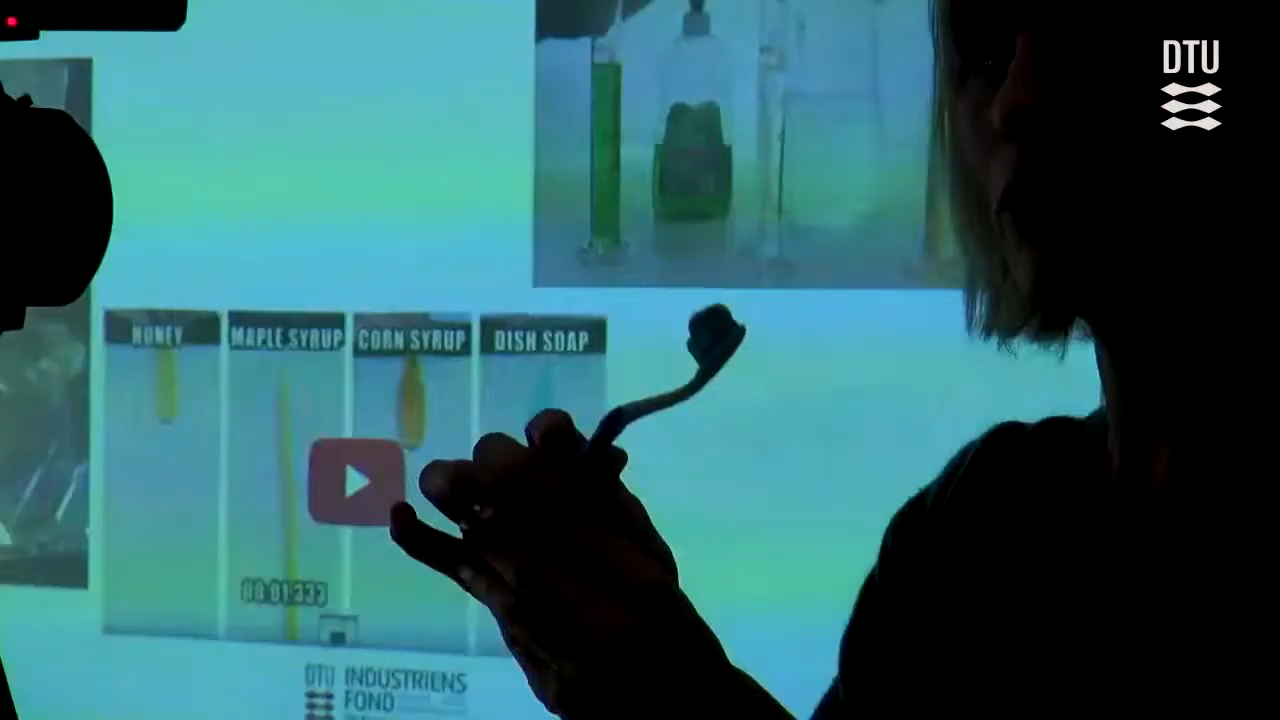 DTU
HONEY
MAPLE SYRUP
CORN SYRUP
DISH SOAP
00:01.333
DTU
INDUSTRIENS
FOND